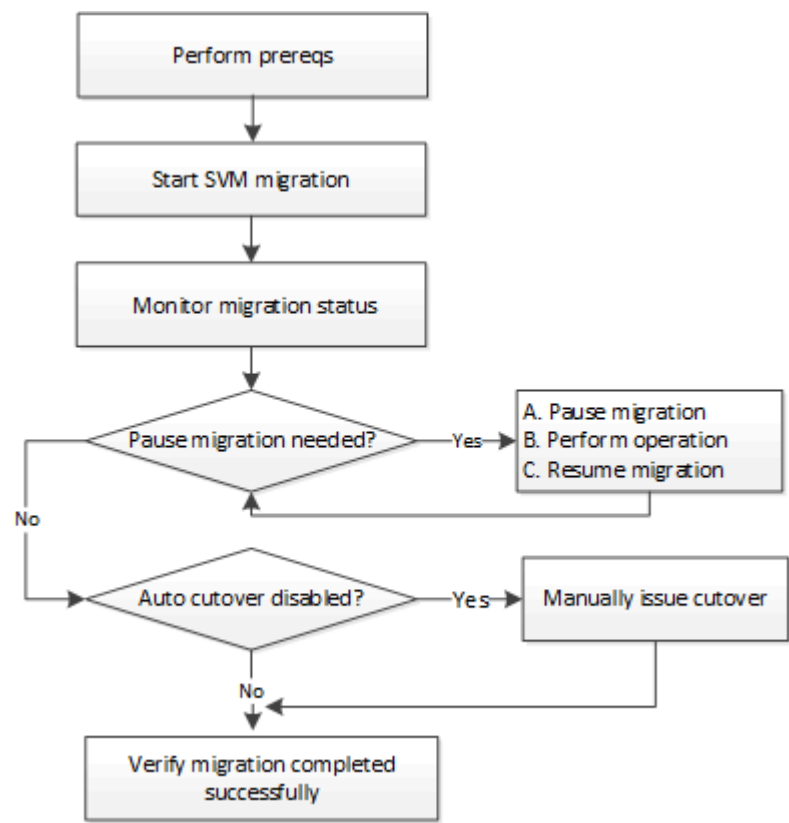 Perform prereqs
Start SVM migration
Monitor migration status
Pause migration needed?
Yes
A. Pause migration
B. Perform operation
C. Resume migration
No
Auto cutover disabled?
Yes
Manually issue cutover
No
Verify migration completed
successfully